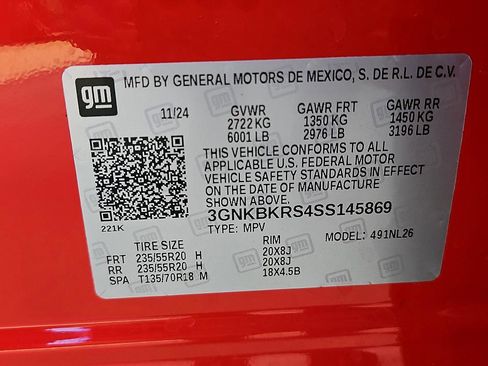 gm MFD BY GENERAL MOTORS DE MEXICO, S. DE R.L. DE C.V.
11/24 GVWR GAWR FRT GAWR RR
2722 KG 1350 KG 1450 KG
6001 LB 2976 LB 3196 LB
THIS VEHICLE CONFORMS TO ALL
APPLICABLE U.S. FEDERAL MOTOR
VEHICLE SAFETY STANDARDS IN EFFECT
ON THE DATE OF MANUFACTURE
SHOWN ABOVE.
3GNKBKRS4SS145869
221K TYPE: MPV MODEL: 491NL26
TIRE SIZE RIM
FRT 235/55R20 H 20X8J
RR 235/55R20 H 20X8J
SPA T135/70R18 M 18X4.5B